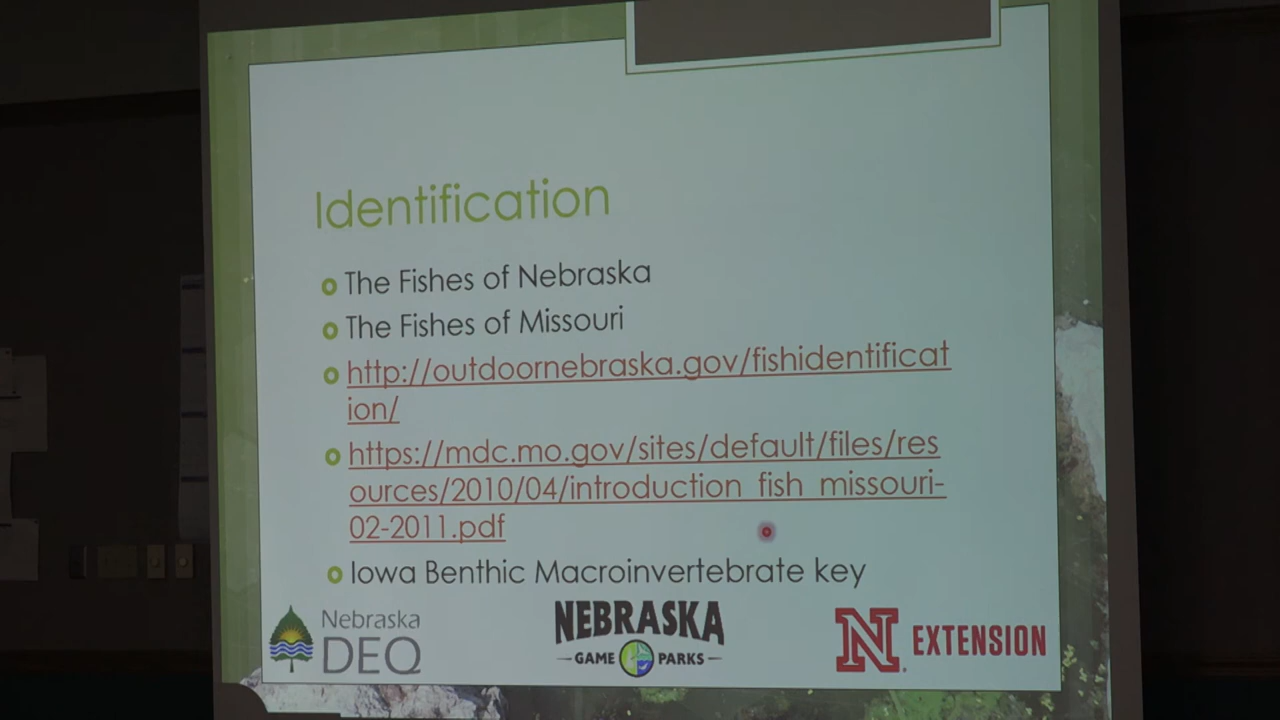 Identification
The Fishes of Nebraska
The Fishes of Missouri
http://outdoornebraska.gov/fishidentificat
ion/
https://mdc.mo.gov/sites/default/files/res
ources/2010/04/introduction_fish_missouri-
02-2011.pdf
Iowa Benthic Macroinvertebrate key
Nebraska
DEQ
NEBRASKA
GAME PARKS
N EXTENSION